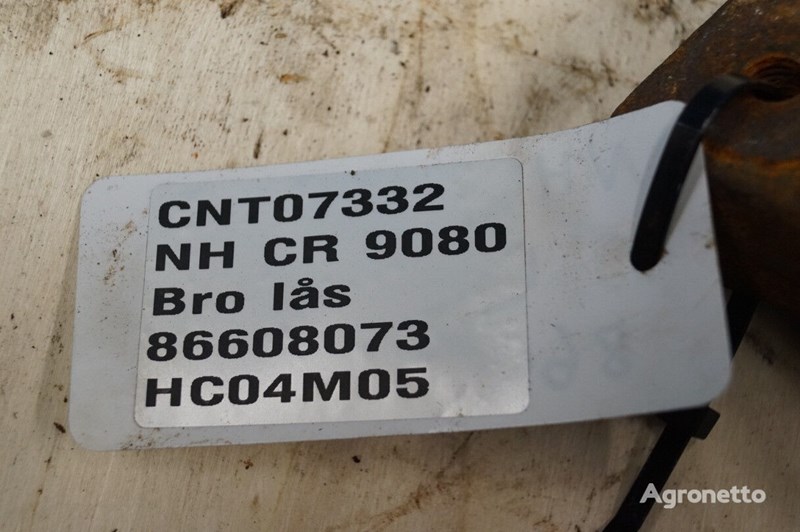 CNT07332
NH CR 9080
Bro lås
86608073
HC04M05
Agronetto